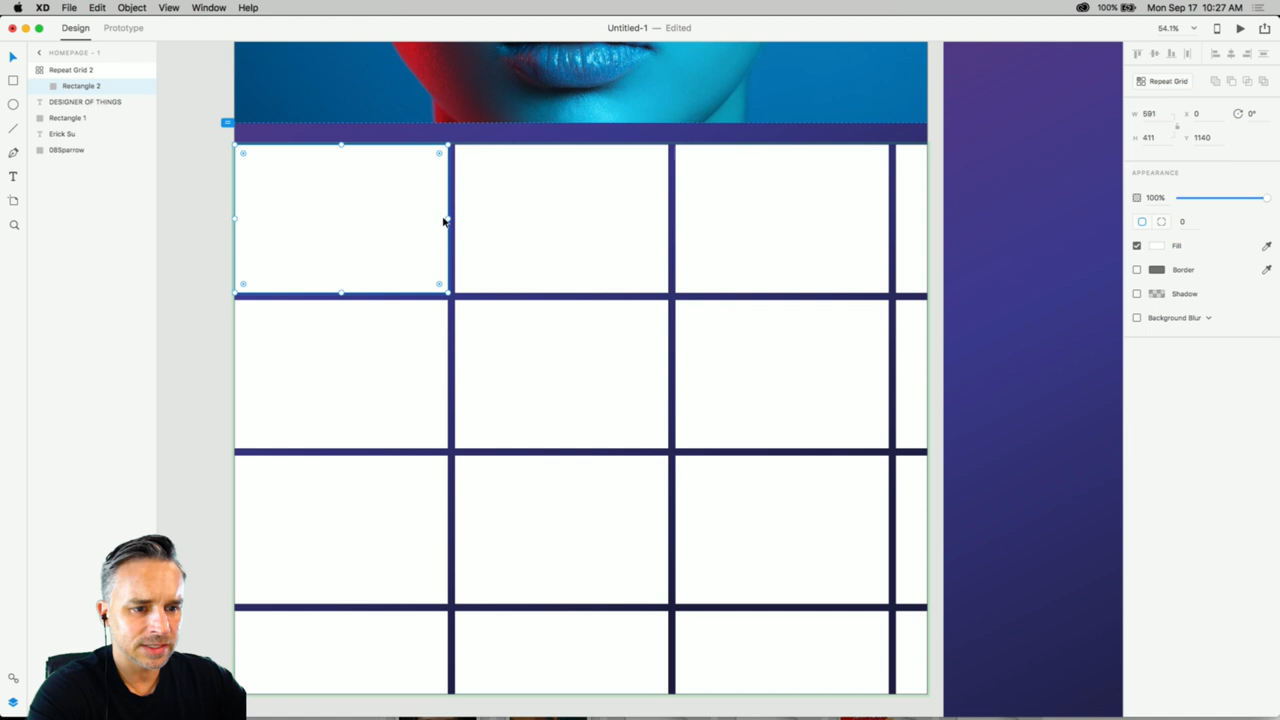 XD File Edit Object View Window Help
100% Mon Sep 17 10:27 AM
Design Prototype
Untitled-1 — Edited
54.1%
HOMEPAGE - 1
Repeat Grid 2
Rectangle 2
DESIGNER OF THINGS
Rectangle 1
Erick Su
08Sparrow
Repeat Grid
W 591 X 0 0°
H 411 Y 1140
APPEARANCE
100%
0
Fill
Border
Shadow
Background Blur
T